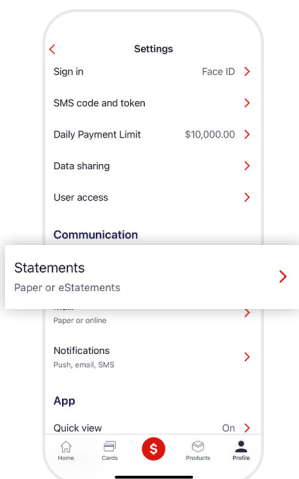 Settings
Sign in Face ID
SMS code and token
Daily Payment Limit $10,000.00
Data sharing
User access
Communication
Statements
Paper or eStatements
Paper or online
Notifications
Push, email, SMS
App
Quick view On
$
Home Cards Products Profile